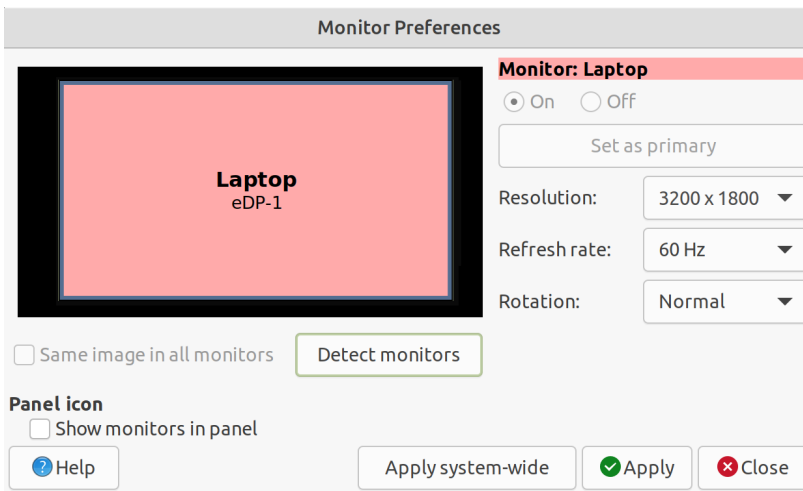 Monitor Preferences
Monitor: Laptop
On Off
Set as primary
Laptop
eDP-1
Resolution: 3200 x 1800
Refresh rate: 60 Hz
Rotation: Normal
Same image in all monitors Detect monitors
Panel icon
Show monitors in panel
Help Apply system-wide Apply Close